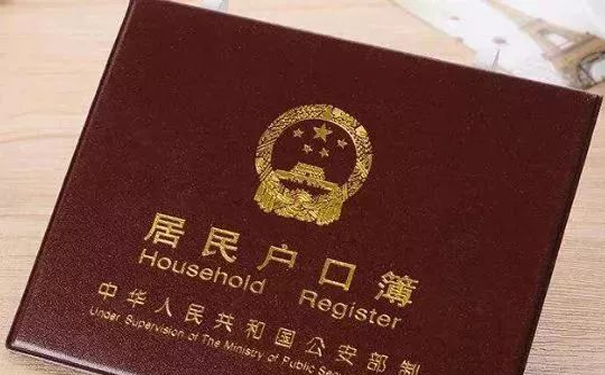 居民户口簿
Household Register
中华人民共和国公安部制
Under Supervision of The Ministry of Public